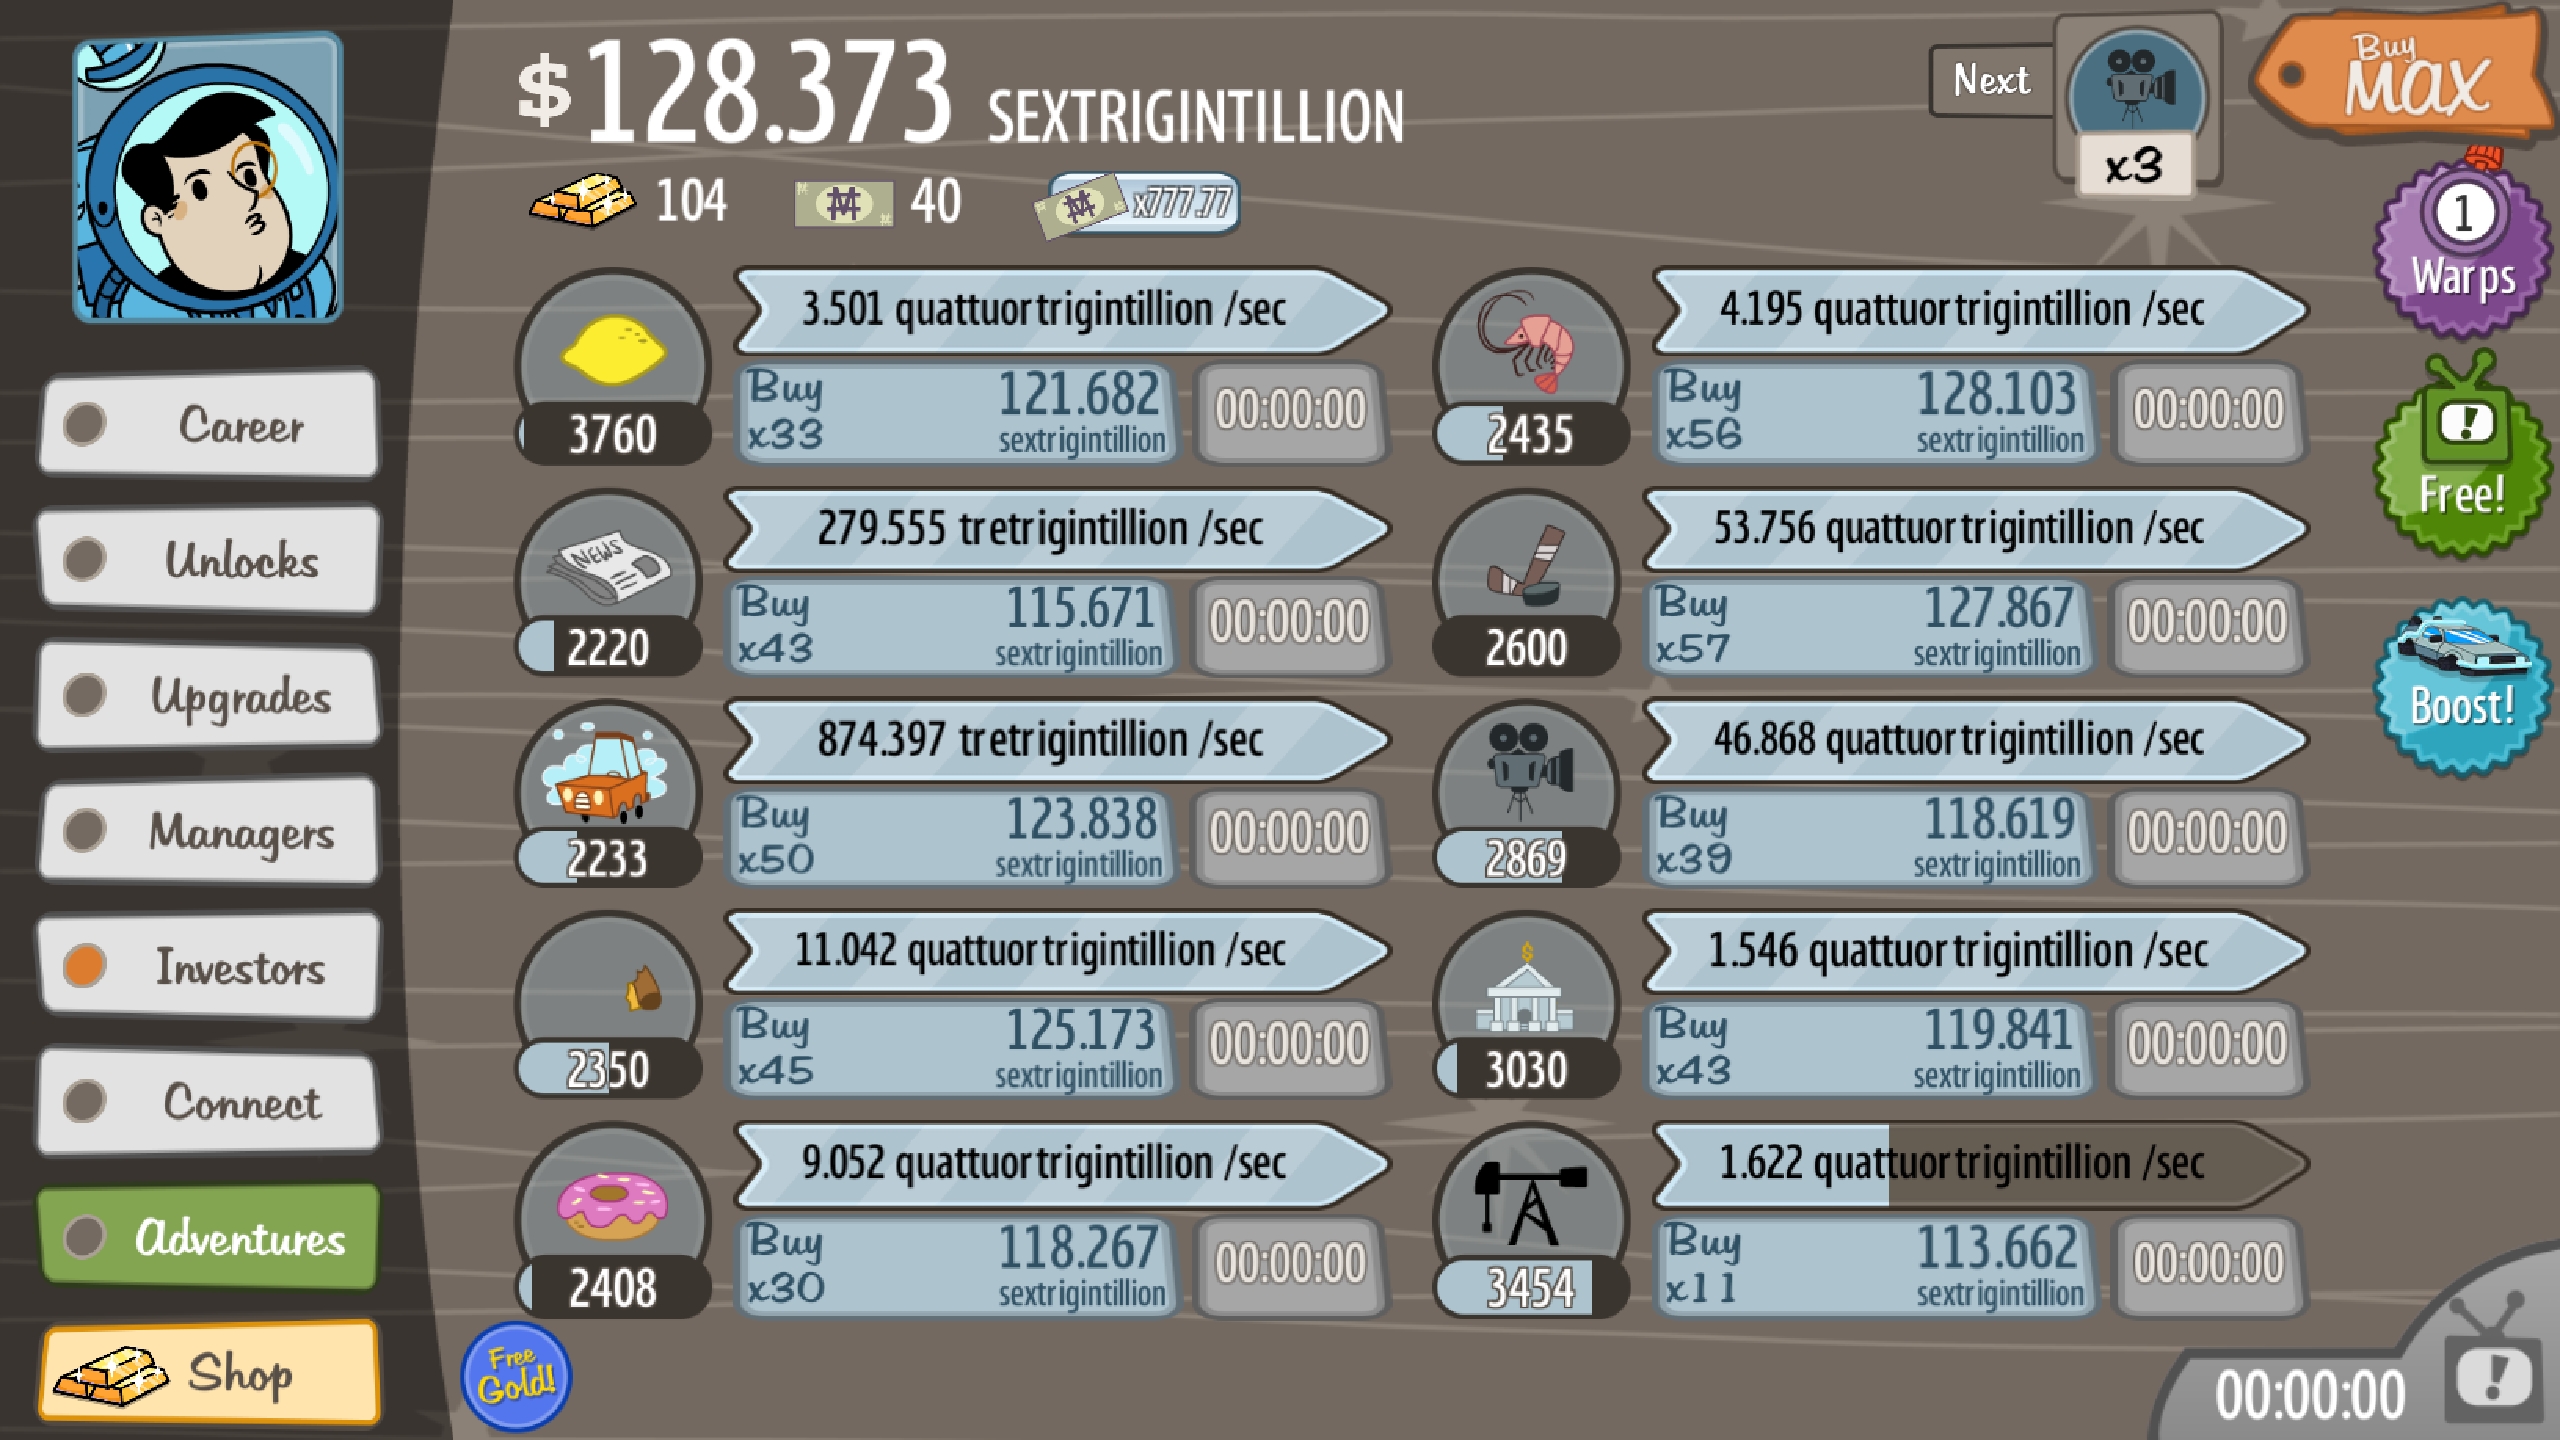 $128.373 SEXTRIGINTILLION
Next
x3
Buy
MAX
104
40
x777.77
1
Warps
!
Free!
Boost!
Career
Unlocks
Upgrades
Managers
Investors
Connect
Adventures
Shop
3.501 quattuortrigintillion /sec
3760
Buy
x33
121.682
sextrigintillion
00:00:00
NEWS
279.555 tretrigintillion /sec
2220
Buy
x43
115.671
sextrigintillion
00:00:00
874.397 tretrigintillion /sec
2233
Buy
x50
123.838
sextrigintillion
00:00:00
11.042 quattuortrigintillion /sec
2350
Buy
x45
125.173
sextrigintillion
00:00:00
9.052 quattuortrigintillion /sec
2408
Buy
x30
118.267
sextrigintillion
00:00:00
4.195 quattuortrigintillion /sec
2435
Buy
x56
128.103
sextrigintillion
00:00:00
53.756 quattuortrigintillion /sec
2600
Buy
x57
127.867
sextrigintillion
00:00:00
46.868 quattuortrigintillion /sec
2869
Buy
x39
118.619
sextrigintillion
00:00:00
$
1.546 quattuortrigintillion /sec
3030
Buy
x43
119.841
sextrigintillion
00:00:00
1.622 quattuortrigintillion /sec
3454
Buy
x11
113.662
sextrigintillion
00:00:00
Free
Gold!
00:00:00
!